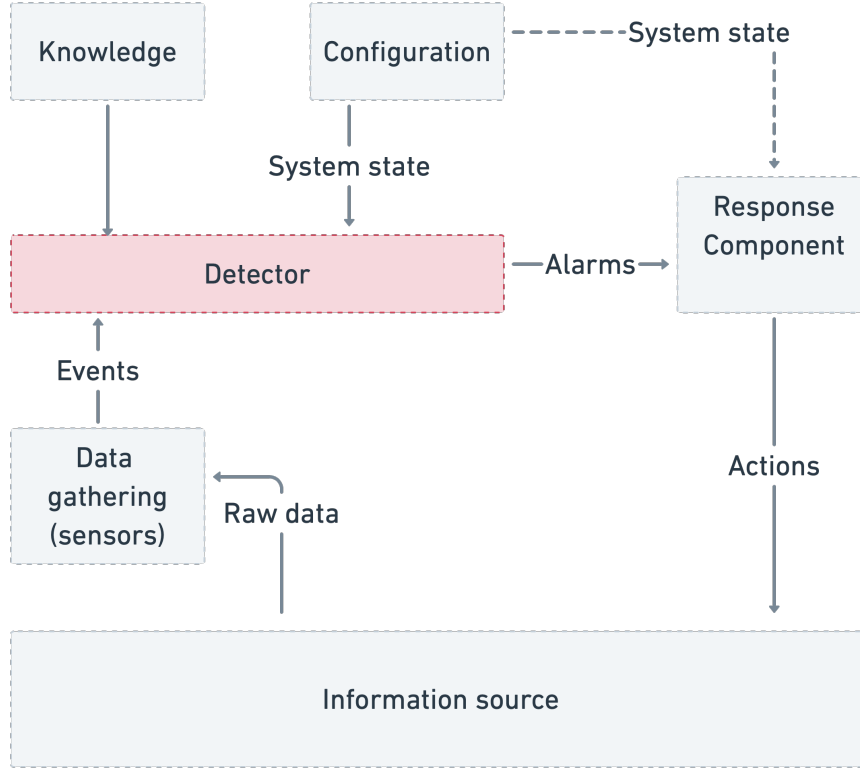 Knowledge
Configuration
System state
System state
Detector
Alarms
Response
Component
Events
Data
gathering
(sensors)
Raw data
Actions
Information source